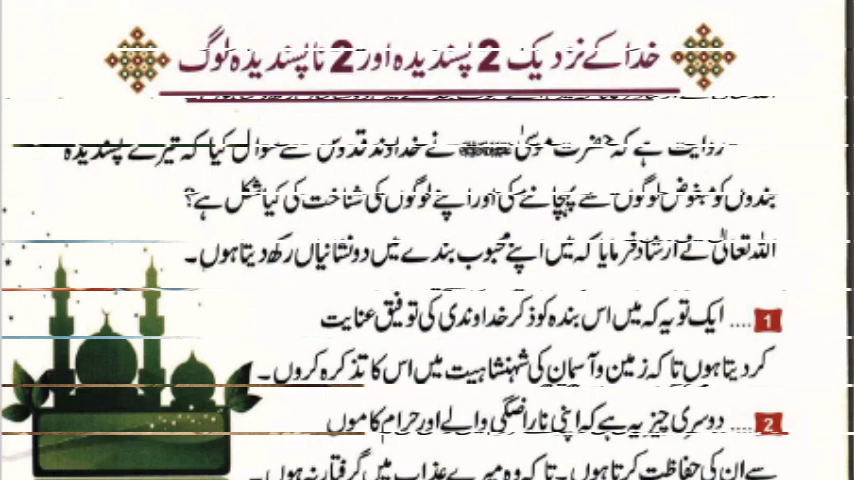 خدا کے نزدیک 2 پسندیدہ اور 2 ناپسندیدہ لوگ
روایت ہے کہ حضرت موسیٰ نے خداوند قدوس سے سوال کیا کہ تیرے پسندیدہ
بندوں کو مبغوض لوگوں سے پہچاننے کی اور اپنے لوگوں کی شناخت کی کیا شکل ہے؟
اللہ تعالیٰ نے ارشاد فرمایا کہ میں اپنے محبوب بندے میں دو نشانیاں رکھ دیتا ہوں۔
1 .... ایک تو یہ کہ میں اس بندہ کو ذکر خداوندی کی توفیق عنایت
کر دیتا ہوں تا کہ زمین و آسمان کی شہنشاہیت میں اس کا تذکرہ کروں۔
2 .... دوسری چیز یہ ہے کہ اپنی ناراضگی والے اور حرام کاموں
سے ان کی حفاظت کرتا ہوں۔ تا کہ وہ میرے عذاب میں گرفتار نہ ہوں۔